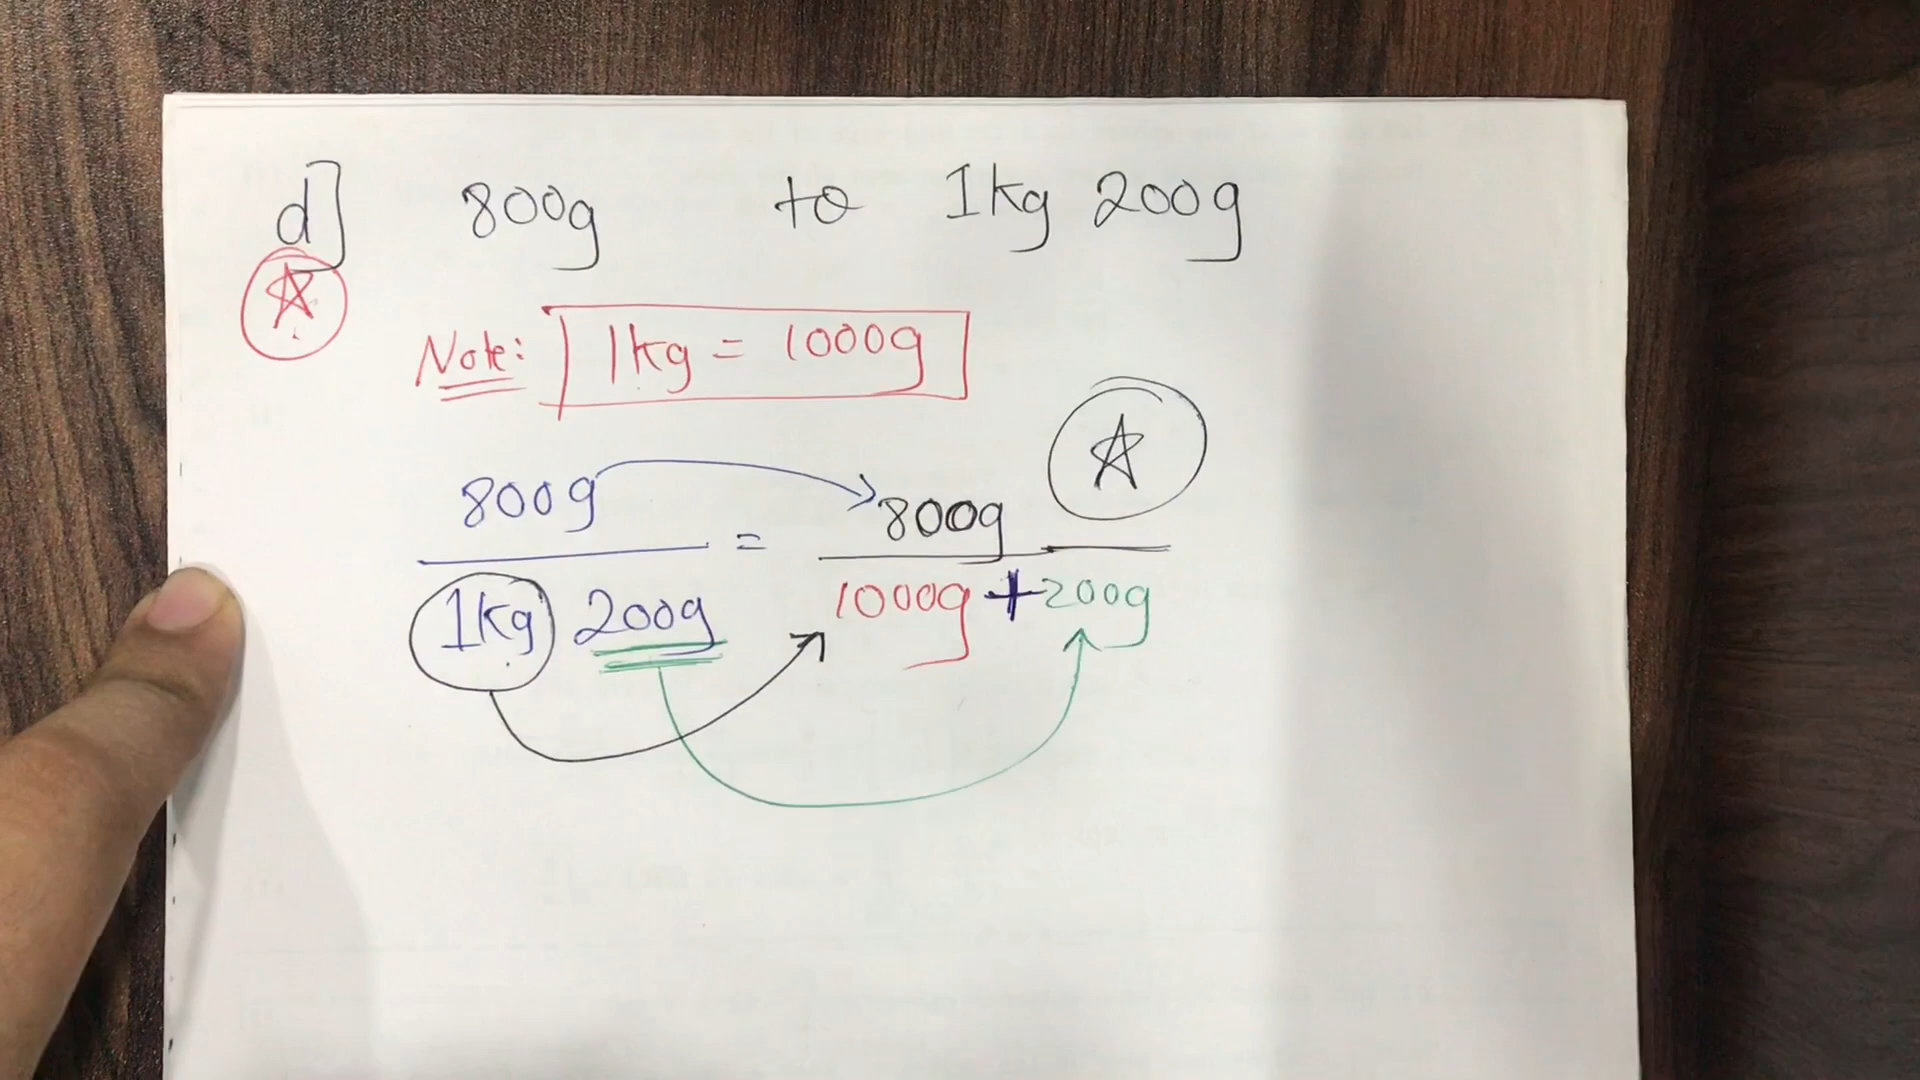 d] 800g to 1kg 200g
Note: 1kg = 1000g
800g = 800g
1kg 200g 1000g + 200g